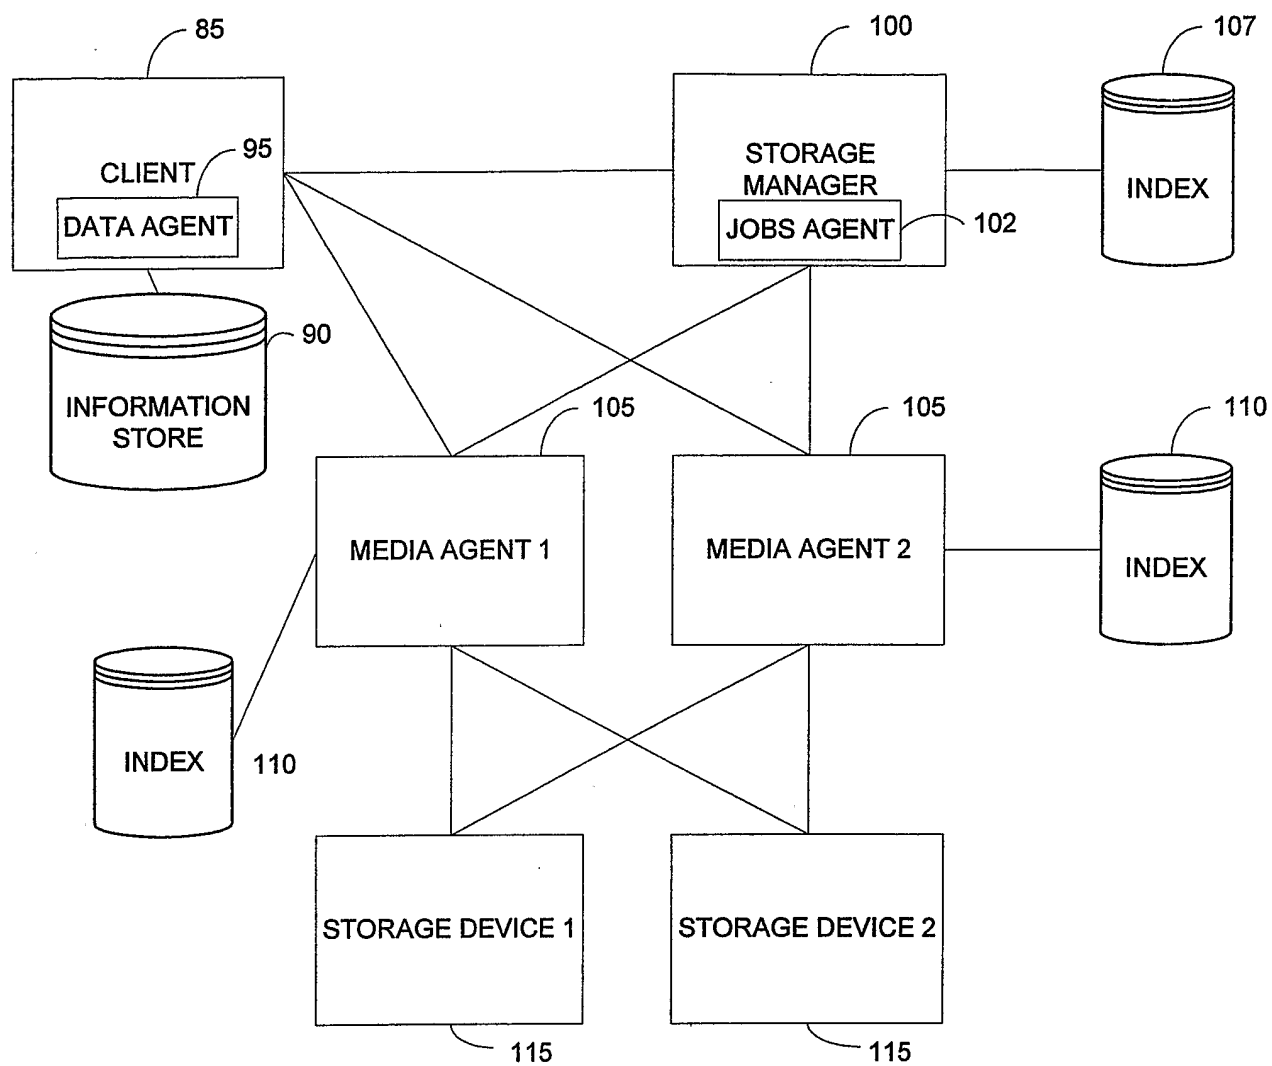 85
100
107
CLIENT
95
DATA AGENT
STORAGE
MANAGER
JOBS AGENT
102
INDEX
90
INFORMATION
STORE
105
105
110
MEDIA AGENT 1
MEDIA AGENT 2
INDEX
INDEX
110
STORAGE DEVICE 1
STORAGE DEVICE 2
115
115